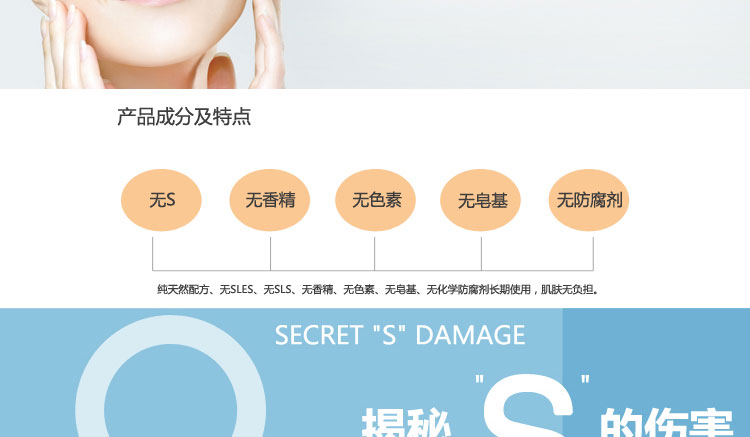 产品成分及特点
无S 无香精 无色素 无皂基 无防腐剂
纯天然配方、无SLES、无SLS、无香精、无色素、无皂基、无化学防腐剂长期使用，肌肤无负担。
SECRET "S" DAMAGE
揭秘 "S" 的伤害